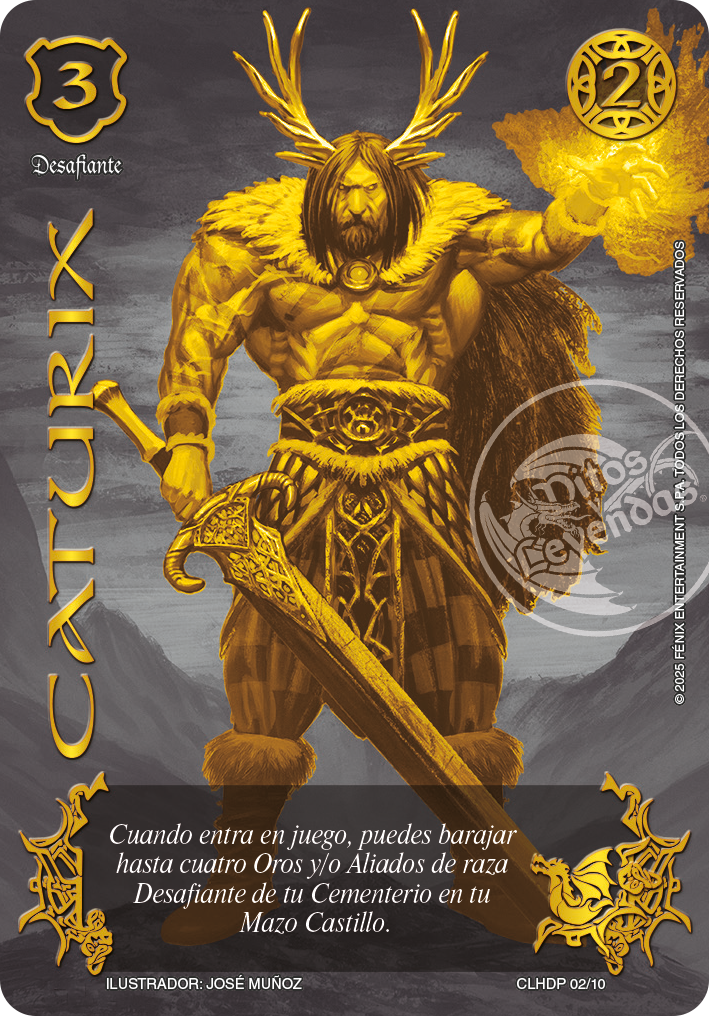 3
2
Desafiante
CATURIX
© 2025 FÉNIX ENTERTAINMENT S.P.A. TODOS LOS DERECHOS RESERVADOS
Mitos
y
Leyendas®
Cuando entra en juego, puedes barajar
hasta cuatro Oros y/o Aliados de raza
Desafiante de tu Cementerio en tu
Mazo Castillo.
ILUSTRADOR: JOSÉ MUÑOZ
CLHDP 02/10